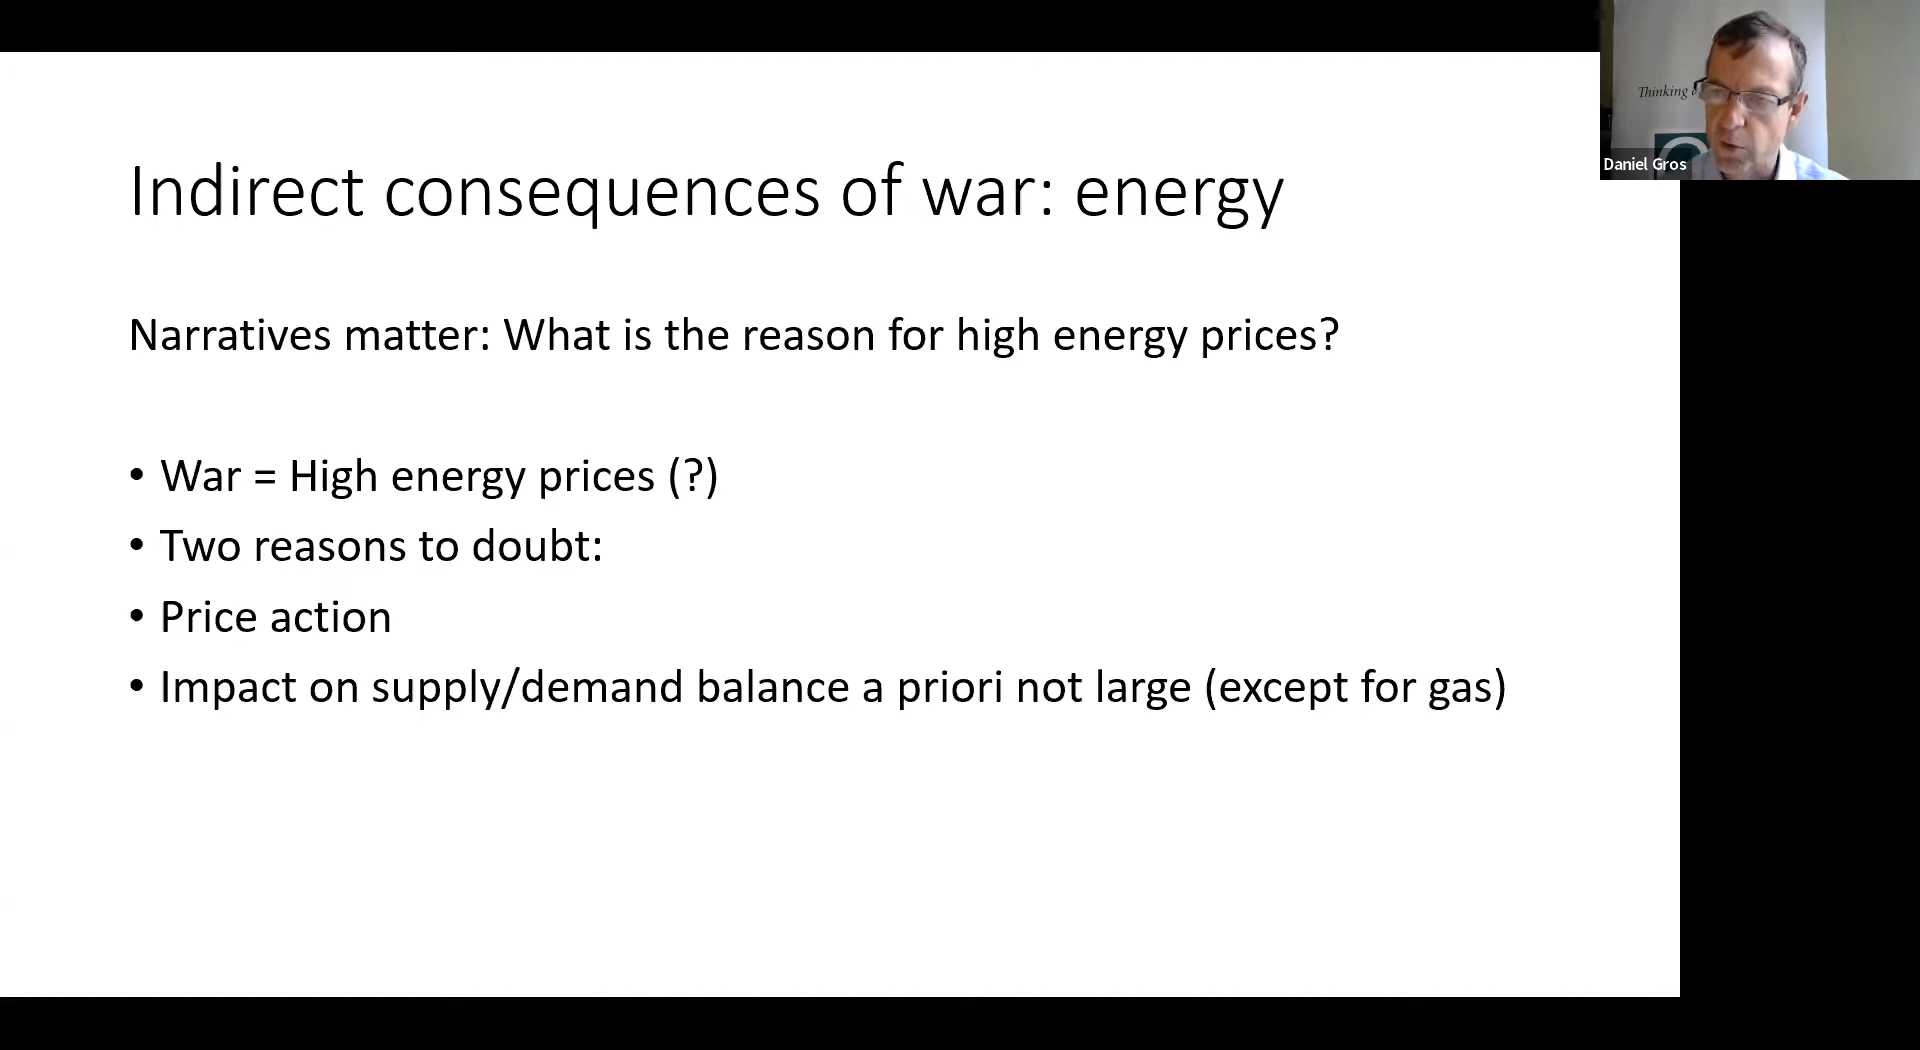 Indirect consequences of war: energy
Narratives matter: What is the reason for high energy prices?
• War = High energy prices (?)
• Two reasons to doubt:
• Price action
• Impact on supply/demand balance a priori not large (except for gas)
Thinking
Daniel Gros